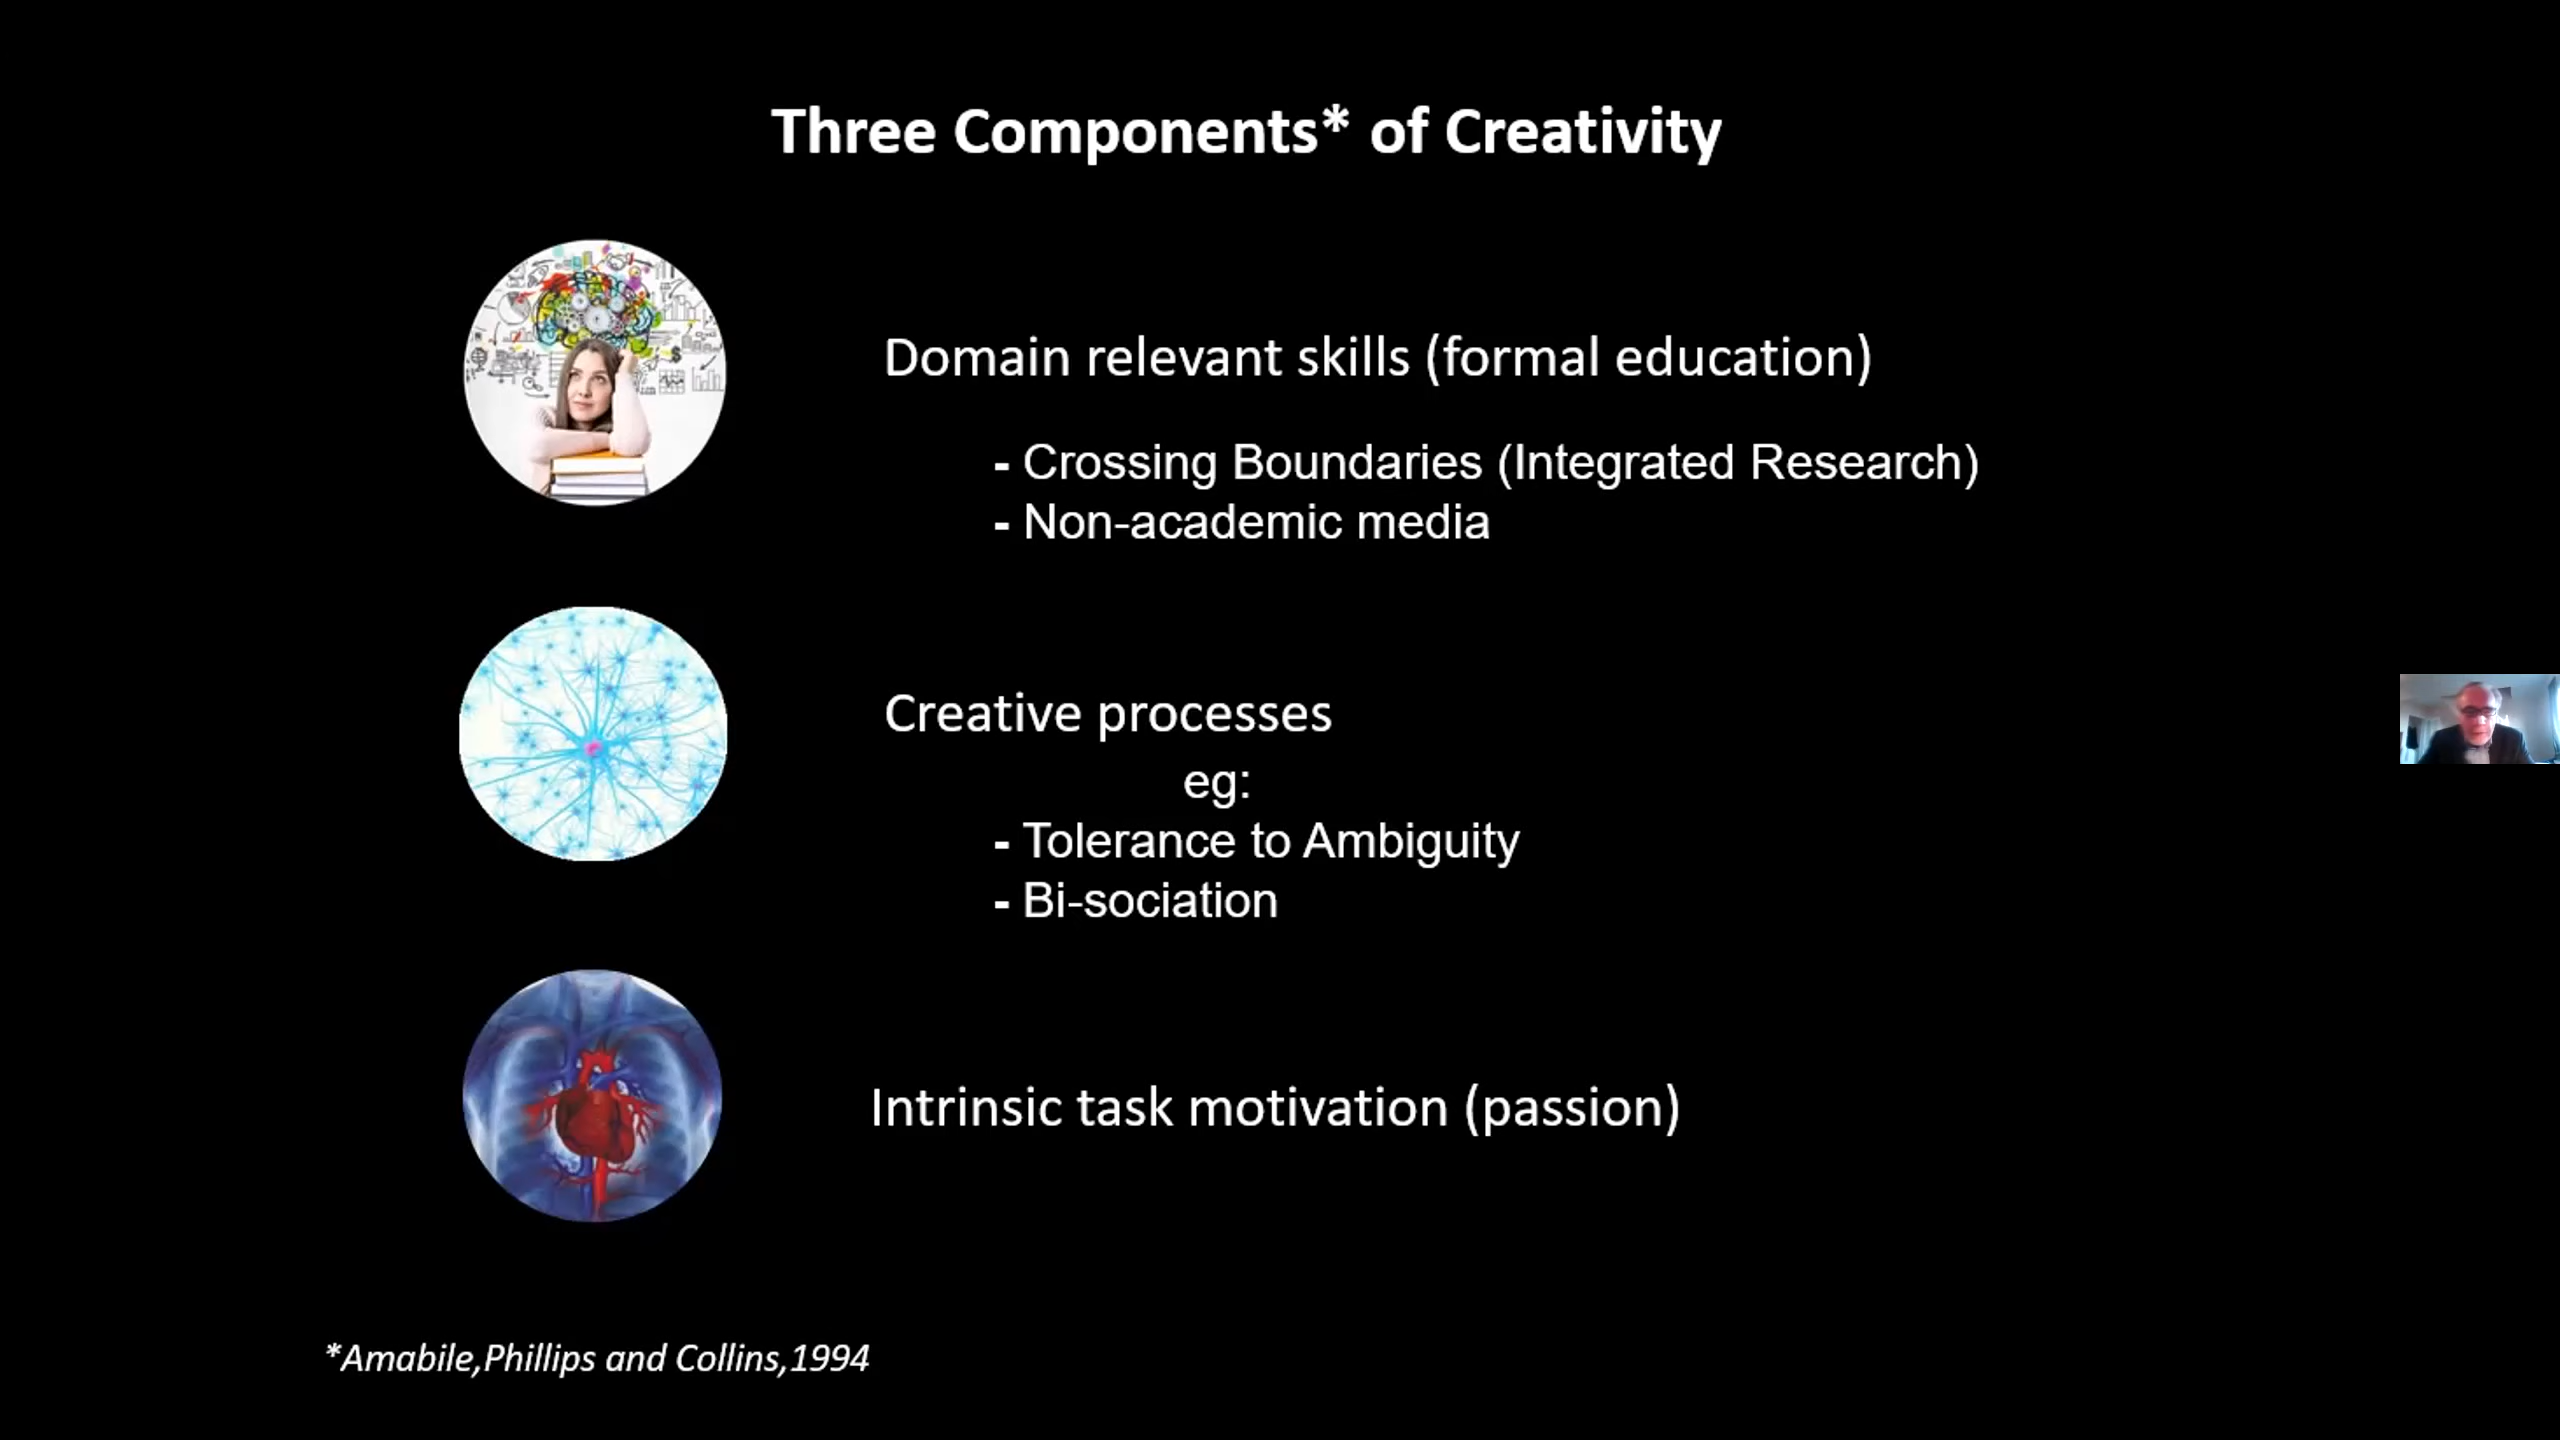 Three Components* of Creativity
Domain relevant skills (formal education)
- Crossing Boundaries (Integrated Research)
- Non-academic media
Creative processes
eg:
- Tolerance to Ambiguity
- Bi-sociation
Intrinsic task motivation (passion)
*Amabile,Phillips and Collins,1994